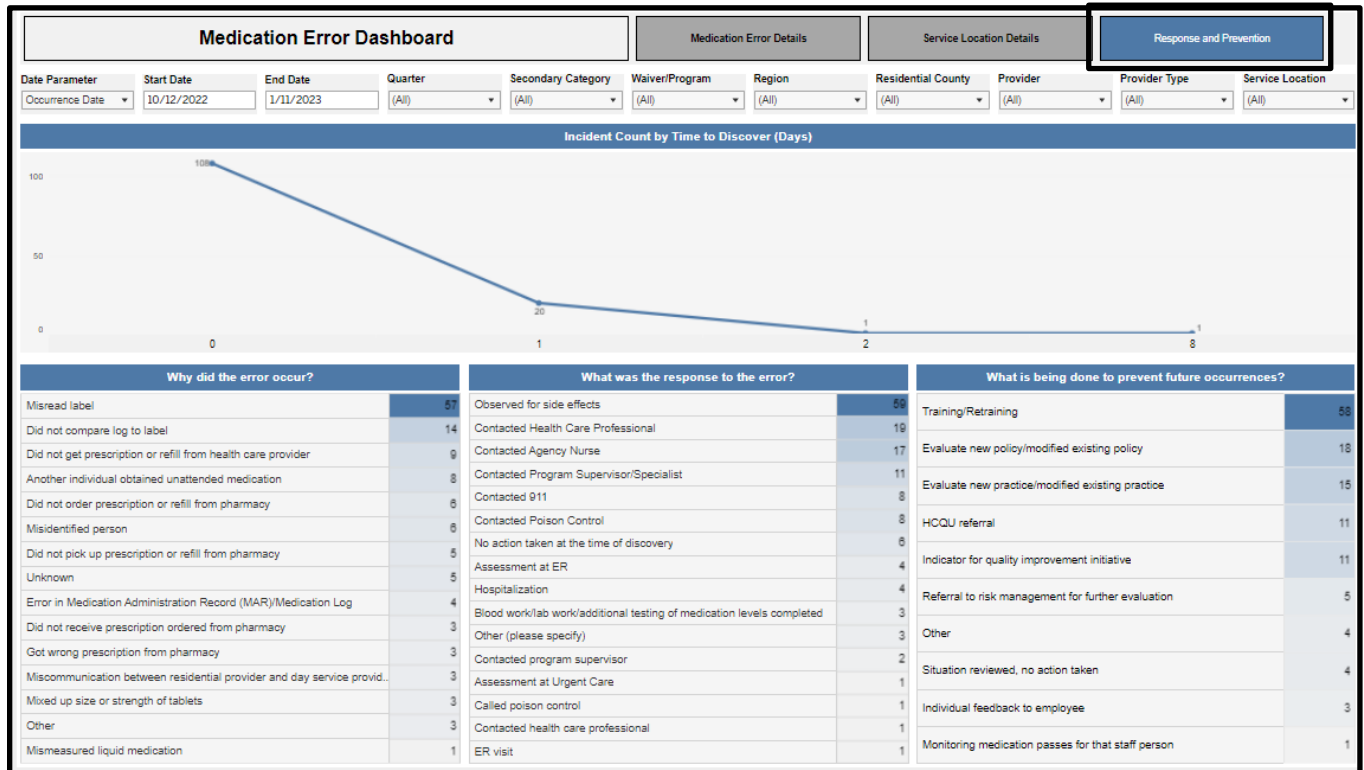 Medication Error Dashboard
Medication Error Details
Service Location Details
Response and Prevention
Date Parameter Start Date End Date Quarter Secondary Category Waiver/Program Region Residential County Provider Provider Type Service Location
Occurrence Date 10/12/2022 1/11/2023 (All) (All) (All) (All) (All) (All) (All) (All)
Incident Count by Time to Discover (Days)
100
50
0
108
20
1
1
0 1 2 8
Why did the error occur?
Misread label 57
Did not compare log to label 14
Did not get prescription or refill from health care provider 9
Another individual obtained unattended medication 8
Did not order prescription or refill from pharmacy 6
Misidentified person 6
Did not pick up prescription or refill from pharmacy 5
Unknown 5
Error in Medication Administration Record (MAR)/Medication Log 4
Did not receive prescription ordered from pharmacy 3
Got wrong prescription from pharmacy 3
Miscommunication between residential provider and day service provid.. 3
Mixed up size or strength of tablets 3
Other 3
Mismeasured liquid medication 1
What was the response to the error?
Observed for side effects 59
Contacted Health Care Professional 19
Contacted Agency Nurse 17
Contacted Program Supervisor/Specialist 11
Contacted 911 8
Contacted Poison Control 8
No action taken at the time of discovery 6
Assessment at ER 4
Hospitalization 4
Blood work/lab work/additional testing of medication levels completed 3
Other (please specify) 3
Contacted program supervisor 2
Assessment at Urgent Care 1
Called poison control 1
Contacted health care professional 1
ER visit 1
What is being done to prevent future occurrences?
Training/Retraining 58
Evaluate new policy/modified existing policy 18
Evaluate new practice/modified existing practice 15
HCQU referral 11
Indicator for quality improvement initiative 11
Referral to risk management for further evaluation 5
Other 4
Situation reviewed, no action taken 4
Individual feedback to employee 3
Monitoring medication passes for that staff person 1